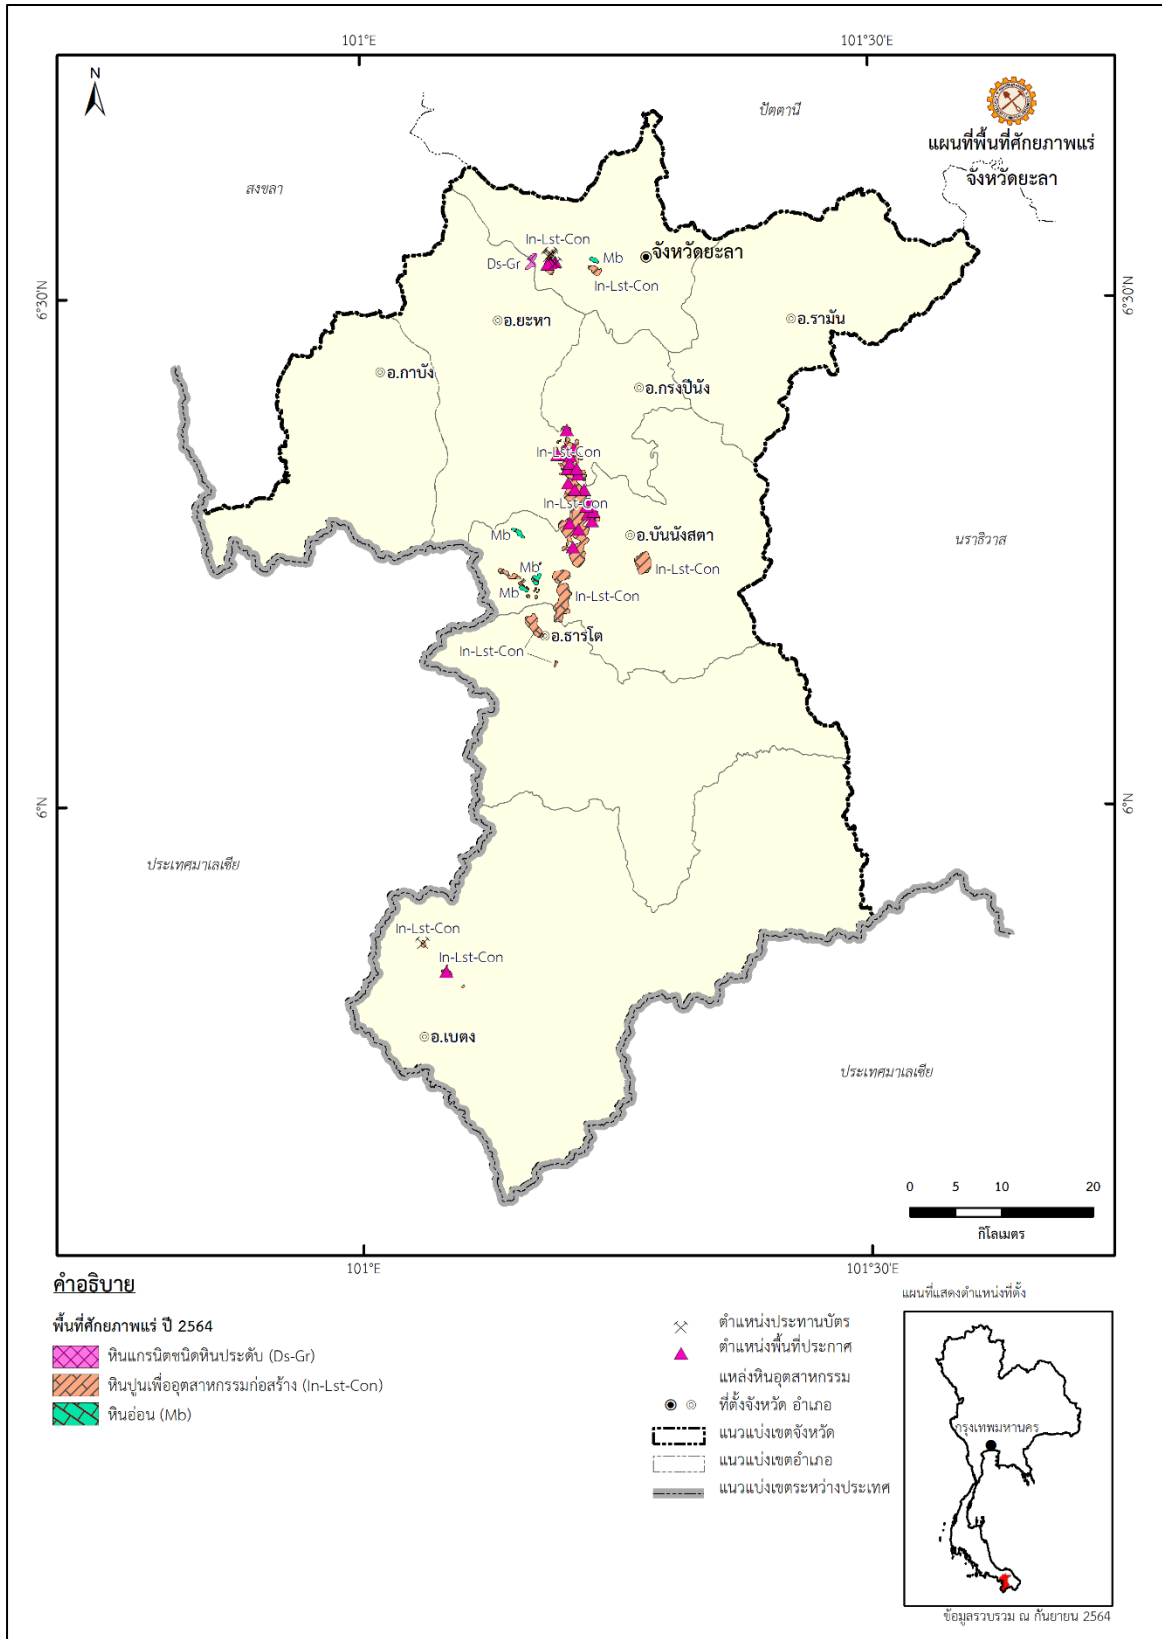 101°E
101°30'E
N
ปัตตานี
แผนที่พื้นที่ศักยภาพแร่
จังหวัดยะลา
สงขลา
In-Lst-Con
Ds-Gr
Mb
จังหวัดยะลา
In-Lst-Con
6°30'N
6°30'N
อ.ยะหา
อ.รามัน
อ.กาบัง
อ.กรงปีนัง
In-Lst-Con
In-Lst-Con
Mb
อ.บันนังสตา
นราธิวาส
Mb
In-Lst-Con
Mb
In-Lst-Con
อ.ธารโต
In-Lst-Con
6°N
6°N
ประเทศมาเลเซีย
In-Lst-Con
In-Lst-Con
อ.เบตง
ประเทศมาเลเซีย
0 5 10 20
กิโลเมตร
101°E
101°30'E
คำอธิบาย
พื้นที่ศักยภาพแร่ ปี 2564
หินแกรนิตชนิดหินประดับ (Ds-Gr)
หินปูนเพื่ออุตสาหกรรมก่อสร้าง (In-Lst-Con)
หินอ่อน (Mb)
ตำแหน่งประทานบัตร
ตำแหน่งพื้นที่ประกาศ
แหล่งหินอุตสาหกรรม
ที่ตั้งจังหวัด อำเภอ
แนวแบ่งเขตจังหวัด
แนวแบ่งเขตอำเภอ
แนวแบ่งเขตระหว่างประเทศ
แผนที่แสดงตำแหน่งที่ตั้ง
กรุงเทพมหานคร
ข้อมูลรวบรวม ณ กันยายน 2564